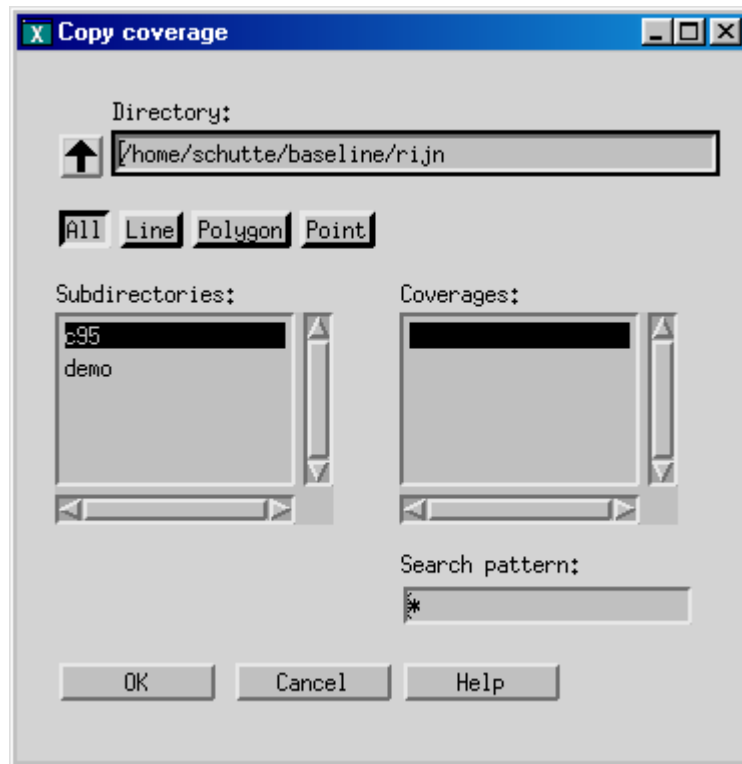 Copy coverage
Directory:
/home/schutte/baseline/rijn
All Line Polygon Point
Subdirectories: Coverages:
c95
demo
Search pattern:
*
OK Cancel Help